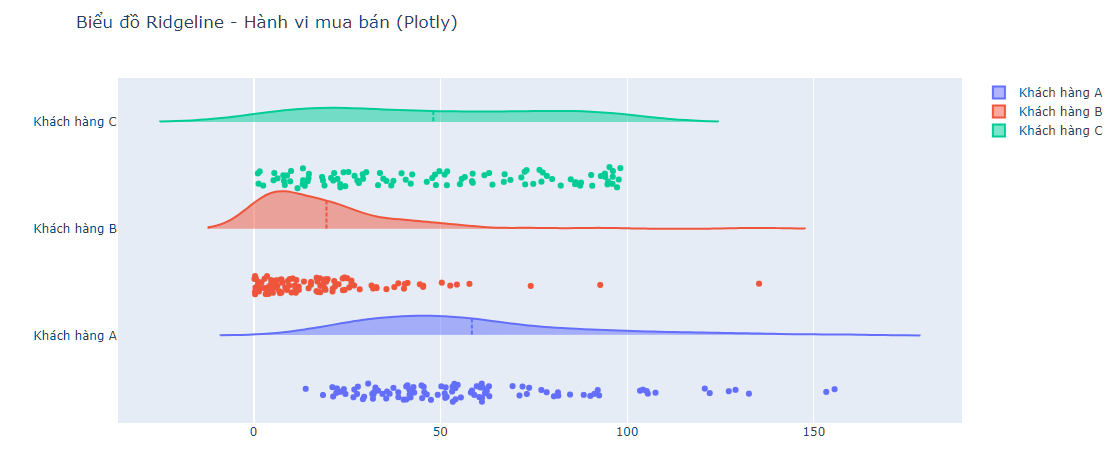 Biểu đồ Ridgeline - Hành vi mua bán (Plotly)
Khách hàng A
Khách hàng B
Khách hàng C
Khách hàng C
Khách hàng B
Khách hàng A
0
50
100
150